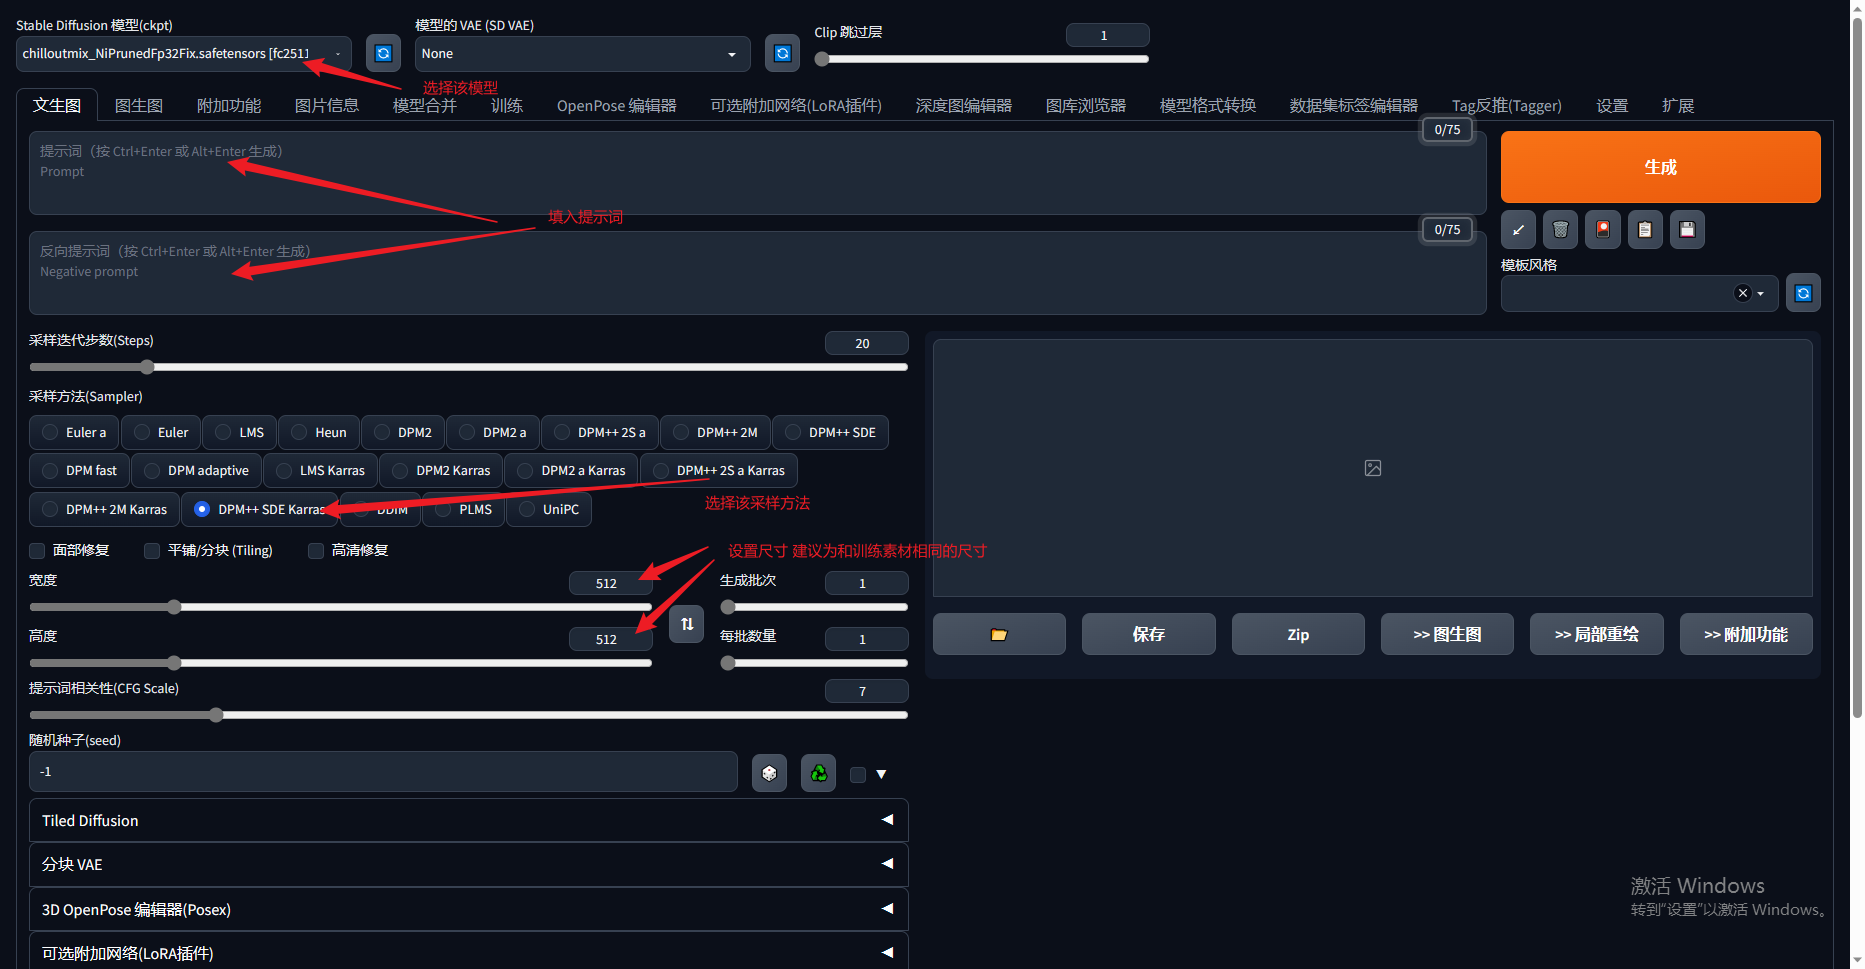 Stable Diffusion 模型(ckpt)
模型的 VAE (SD VAE)
Clip 跳过层
1
chilloutmix_NiPrunedFp32Fix.safetensors [fc2511
None
选择该模型
文生图
图生图
附加功能
图片信息
模型合并
训练
OpenPose 编辑器
可选附加网络(LoRA插件)
深度图编辑器
图库浏览器
模型格式转换
数据集标签编辑器
Tag反推(Tagger)
设置
扩展
0/75
提示词（按 Ctrl+Enter 或 Alt+Enter 生成）
Prompt
生成
填入提示词
0/75
反向提示词（按 Ctrl+Enter 或 Alt+Enter 生成）
Negative prompt
模板风格
采样迭代步数(Steps)
20
采样方法(Sampler)
Euler a
Euler
LMS
Heun
DPM2
DPM2 a
DPM++ 2S a
DPM++ 2M
DPM++ SDE
DPM fast
DPM adaptive
LMS Karras
DPM2 Karras
DPM2 a Karras
DPM++ 2S a Karras
DPM++ 2M Karras
DPM++ SDE Karras
DDIM
PLMS
UniPC
选择该采样方法
面部修复
平铺/分块 (Tiling)
高清修复
设置尺寸 建议为和训练素材相同的尺寸
宽度
512
生成批次
1
高度
512
每批数量
1
保存
Zip
>> 图生图
>> 局部重绘
>> 附加功能
提示词相关性(CFG Scale)
7
随机种子(seed)
-1
Tiled Diffusion
分块 VAE
3D OpenPose 编辑器(Posex)
可选附加网络(LoRA插件)
激活 Windows
转到“设置”以激活 Windows。